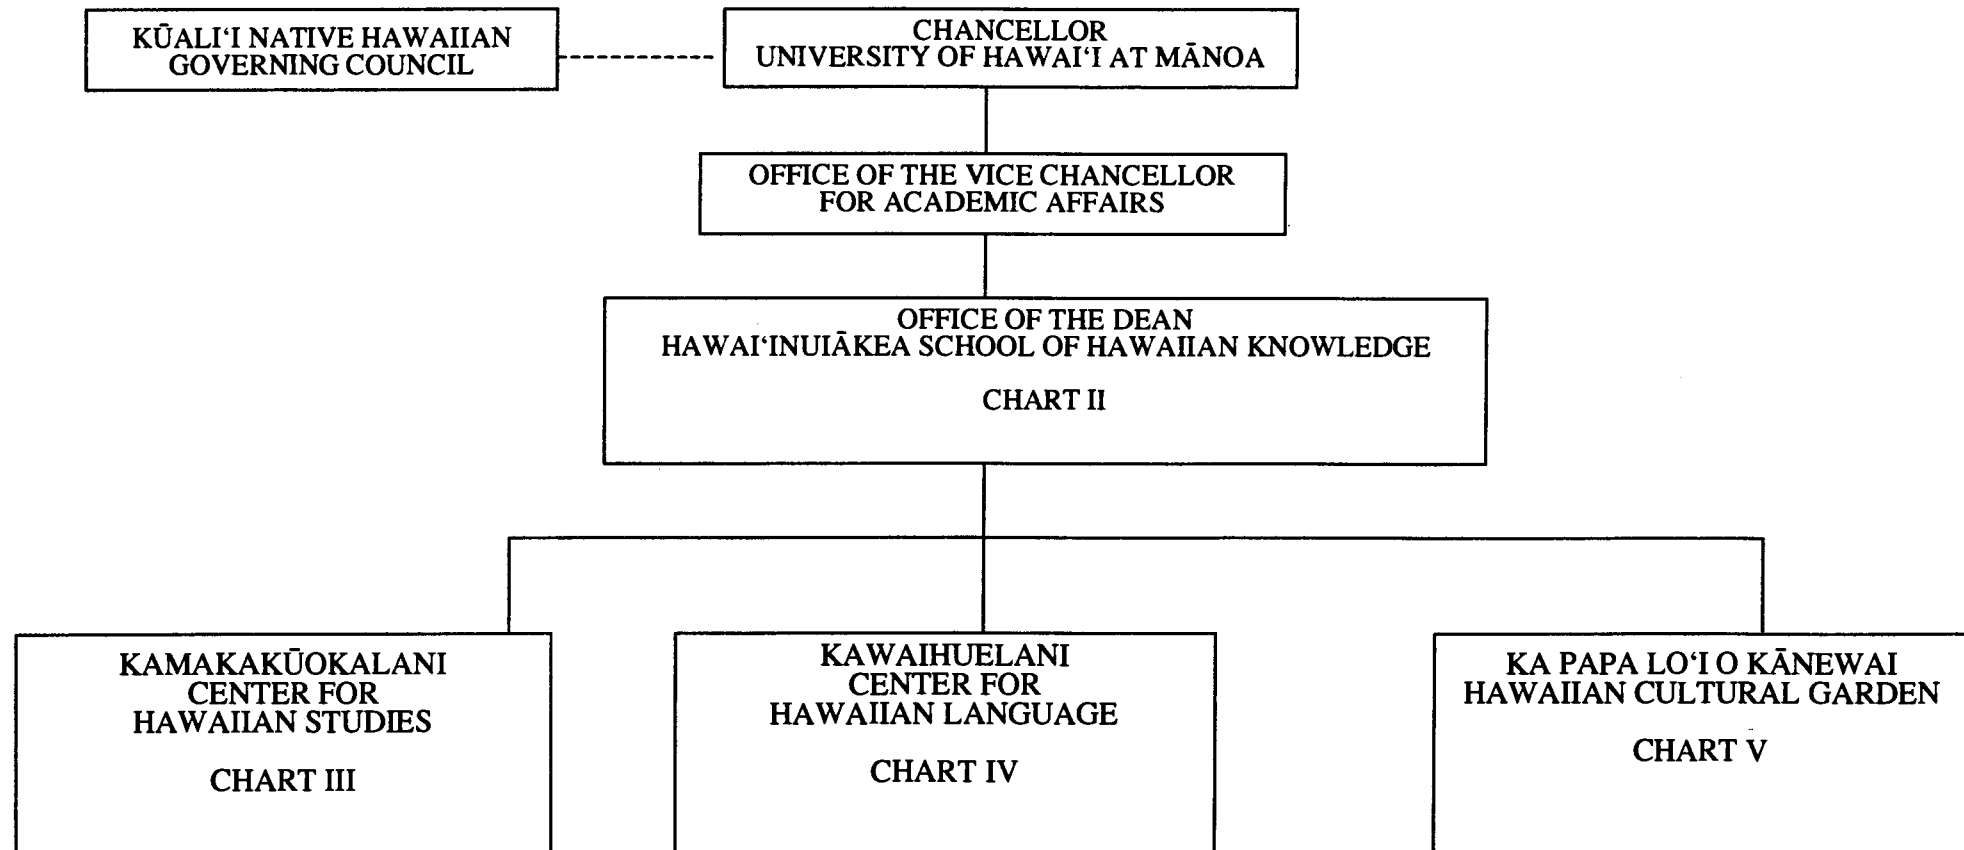 KŪALIʻI NATIVE HAWAIIAN
GOVERNING COUNCIL
CHANCELLOR
UNIVERSITY OF HAWAIʻI AT MĀNOA
OFFICE OF THE VICE CHANCELLOR
FOR ACADEMIC AFFAIRS
OFFICE OF THE DEAN
HAWAIʻINUIĀKEA SCHOOL OF HAWAIIAN KNOWLEDGE
CHART II
KAMAKAKŪOKALANI
CENTER FOR
HAWAIIAN STUDIES
CHART III
KAWAIHUELANI
CENTER FOR
HAWAIIAN LANGUAGE
CHART IV
KA PAPA LOʻI O KĀNEWAI
HAWAIIAN CULTURAL GARDEN
CHART V